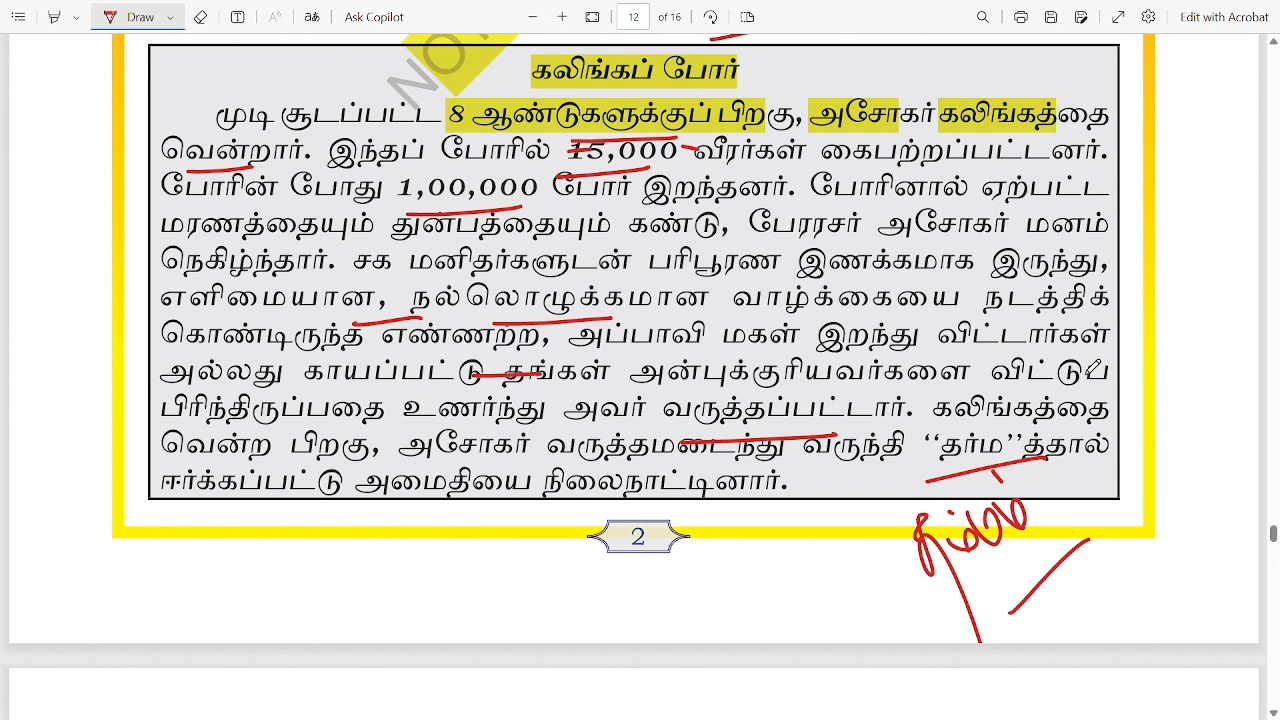 Draw
Ask Copilot
12 of 16
Edit with Acrobat
NO
கலிங்கப் போர்
முடி சூடப்பட்ட 8 ஆண்டுகளுக்குப் பிறகு, அசோகர் கலிங்கத்தை
வென்றார். இந்தப் போரில் 15,000 வீரர்கள் கைபற்றப்பட்டனர்.
போரின் போது 1,00,000 போர் இறந்தனர். போரினால் ஏற்பட்ட
மரணத்தையும் துன்பத்தையும் கண்டு, பேரரசர் அசோகர் மனம்
நெகிழ்ந்தார். சக மனிதர்களுடன் பரிபூரண இணக்கமாக இருந்து,
எளிமையான, நல்லொழுக்கமான வாழ்க்கையை நடத்திக்
கொண்டிருந்த எண்ணற்ற, அப்பாவி மகள் இறந்து விட்டார்கள்
அல்லது காயப்பட்டு தங்கள் அன்புக்குரியவர்களை விட்டுப்
பிரிந்திருப்பதை உணர்ந்து அவர் வருத்தப்பட்டார். கலிங்கத்தை
வென்ற பிறகு, அசோகர் வருத்தமடைந்து வருந்தி “தர்ம”த்தால்
ஈர்க்கப்பட்டு அமைதியை நிலைநாட்டினார்.
2
தம்மம